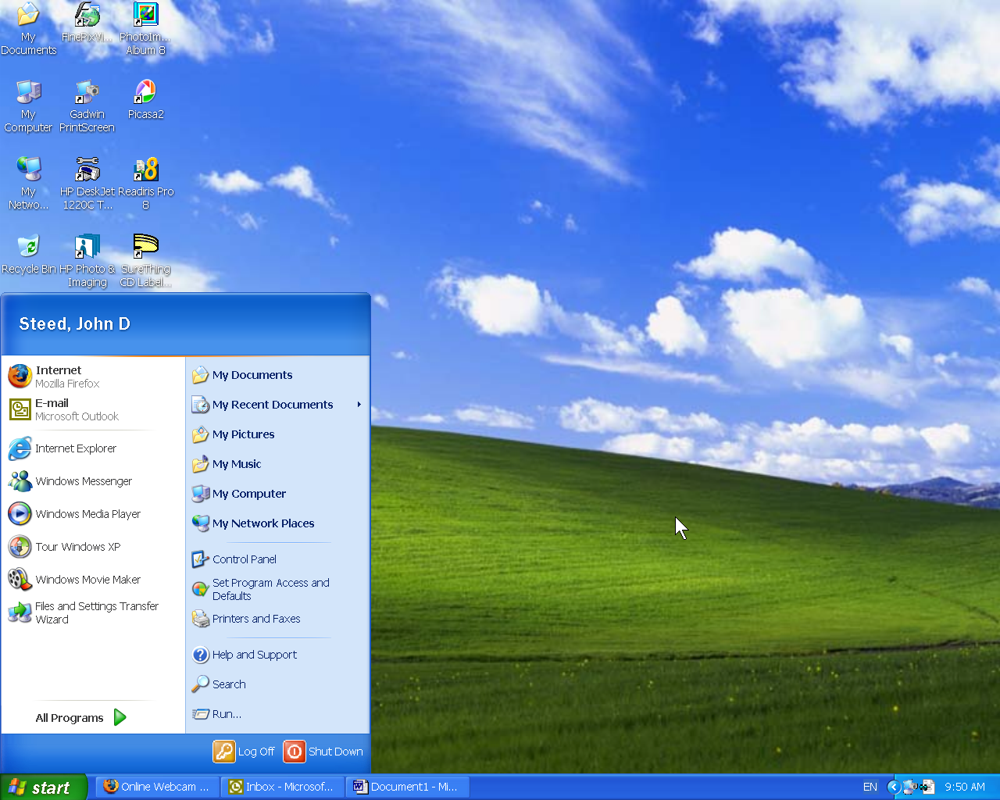 My Documents
FinePixVi...
PhotoIm... Album 8
My Computer
Gadwin PrintScreen
Picasa2
My Netwo...
HP DeskJet 1220C T...
Readiris Pro 8
Recycle Bin
HP Photo & Imaging
SureThing CD Label...
Steed, John D
Internet
Mozilla Firefox
E-mail
Microsoft Outlook
Internet Explorer
Windows Messenger
Windows Media Player
Tour Windows XP
Windows Movie Maker
Files and Settings Transfer
Wizard
All Programs
My Documents
My Recent Documents
My Pictures
My Music
My Computer
My Network Places
Control Panel
Set Program Access and
Defaults
Printers and Faxes
Help and Support
Search
Run...
Log Off
Shut Down
start
Online Webcam ...
Inbox - Microsof...
Document1 - Mi...
EN
9:50 AM